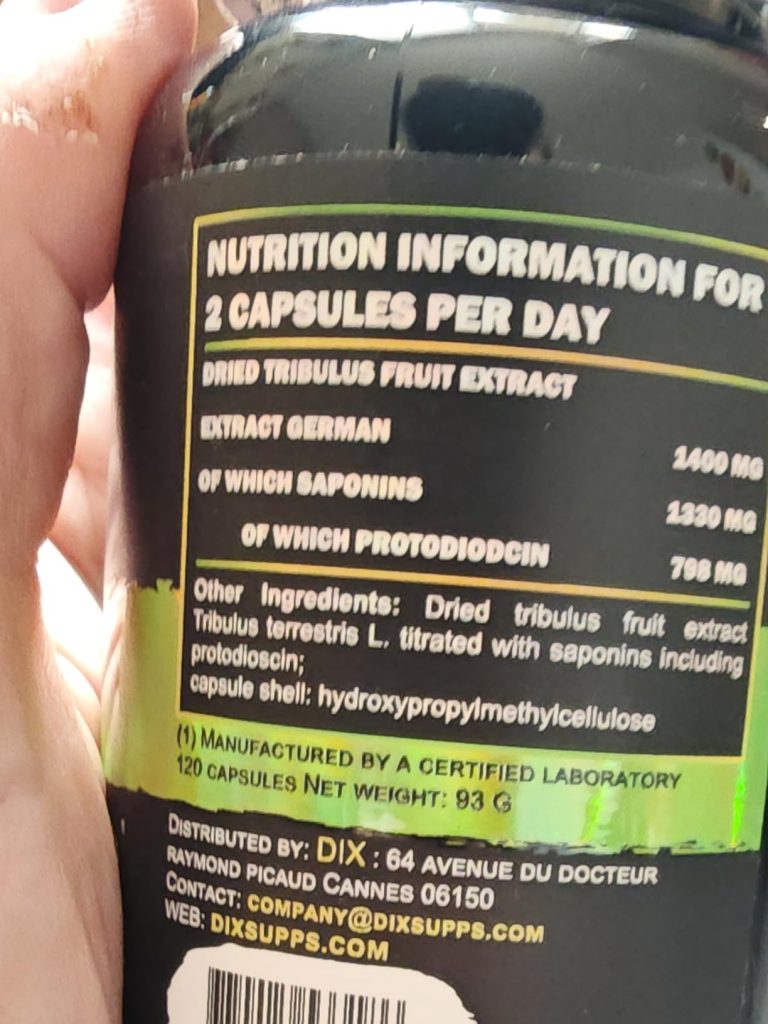 NUTRITION INFORMATION FOR
2 CAPSULES PER DAY
DRIED TRIBULUS FRUIT EXTRACT
EXTRACT GERMAN
1400 MG
OF WHICH SAPONINS
1330 MG
OF WHICH PROTODIODCIN
798 MG
Other Ingredients: Dried tribulus fruit extract
Tribulus terrestris L. titrated with saponins including
protodioscin;
capsule shell: hydroxypropylmethylcellulose
(1) MANUFACTURED BY A CERTIFIED LABORATORY
120 CAPSULES NET WEIGHT: 93 G
DISTRIBUTED BY: DIX : 64 AVENUE DU DOCTEUR
RAYMOND PICAUD CANNES 06150
CONTACT: COMPANY@DIXSUPPS.COM
WEB: DIXSUPPS.COM